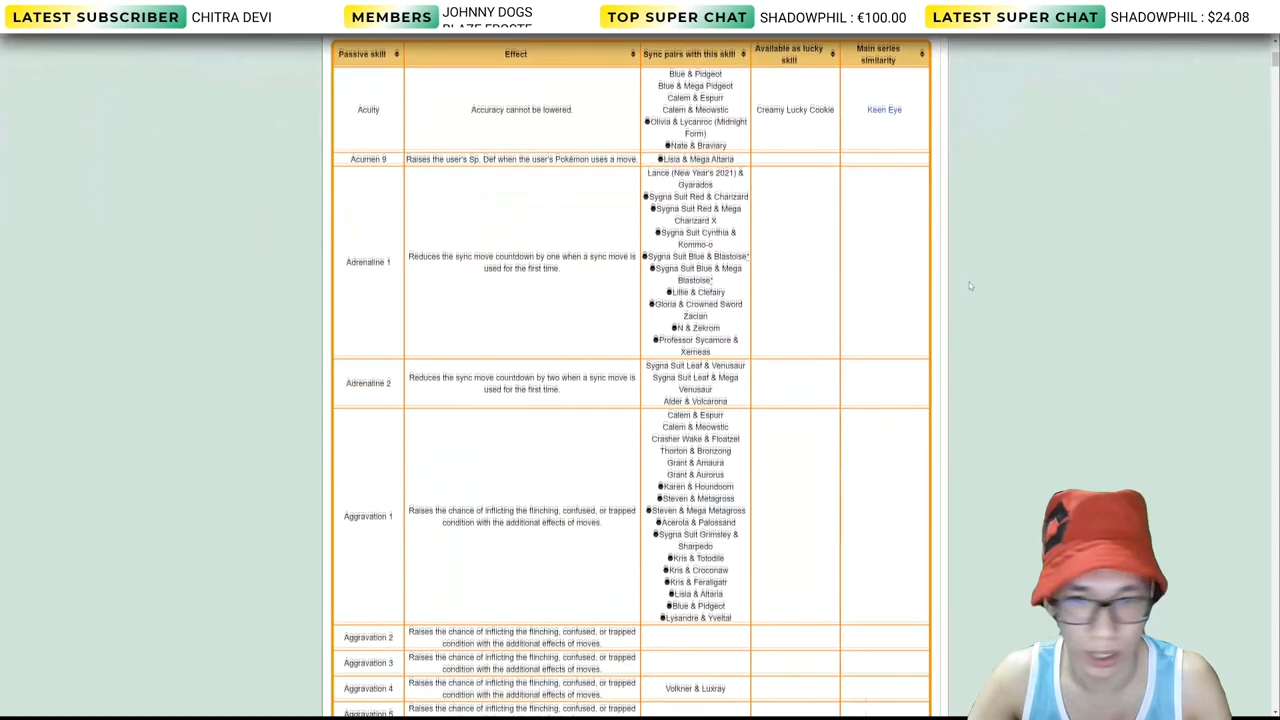 LATEST SUBSCRIBER CHITRA DEVI
MEMBERS JOHNNY DOGS
TOP SUPER CHAT SHADOWPHIL : €100.00
LATEST SUPER CHAT SHADOWPHIL : $24.08
Passive skill
Effect
Sync pairs with this skill
Available as lucky
skill
Main series
similarity
Acuity
Accuracy cannot be lowered.
Blue & Pidgeot
Blue & Mega Pidgeot
Calem & Espurr
Calem & Meowstic
Olivia & Lycanroc (Midnight
Form)
Nate & Braviary
Creamy Lucky Cookie
Keen Eye
Acumen 9
Raises the user's Sp. Def when the user's Pokémon uses a move.
Lisia & Mega Altaria
Adrenaline 1
Reduces the sync move countdown by one when a sync move is
used for the first time.
Lance (New Year's 2021) &
Gyarados
Sygna Suit Red & Charizard
Sygna Suit Red & Mega
Charizard X
Sygna Suit Cynthia &
Kommo-o
Sygna Suit Blue & Blastoise*
Sygna Suit Blue & Mega
Blastoise*
Lillie & Clefairy
Gloria & Crowned Sword
Zacian
N & Zekrom
Professor Sycamore &
Xerneas
Adrenaline 2
Reduces the sync move countdown by two when a sync move is
used for the first time.
Sygna Suit Leaf & Venusaur
Sygna Suit Leaf & Mega
Venusaur
Alder & Volcarona
Aggravation 1
Raises the chance of inflicting the flinching, confused, or trapped
condition with the additional effects of moves.
Calem & Espurr
Calem & Meowstic
Crasher Wake & Floatzel
Thorton & Bronzong
Grant & Amaura
Grant & Aurorus
Karen & Houndoom
Steven & Metagross
Steven & Mega Metagross
Acerola & Palossand
Sygna Suit Grimsley &
Sharpedo
Kris & Totodile
Kris & Croconaw
Kris & Feraligatr
Lisia & Altaria
Blue & Pidgeot
Lysandre & Yveltal
Aggravation 2
Raises the chance of inflicting the flinching, confused, or trapped
condition with the additional effects of moves.
Aggravation 3
Raises the chance of inflicting the flinching, confused, or trapped
condition with the additional effects of moves.
Aggravation 4
Raises the chance of inflicting the flinching, confused, or trapped
condition with the additional effects of moves.
Volkner & Luxray
Aggravation 5
Raises the chance of inflicting the flinching, confused, or trapped